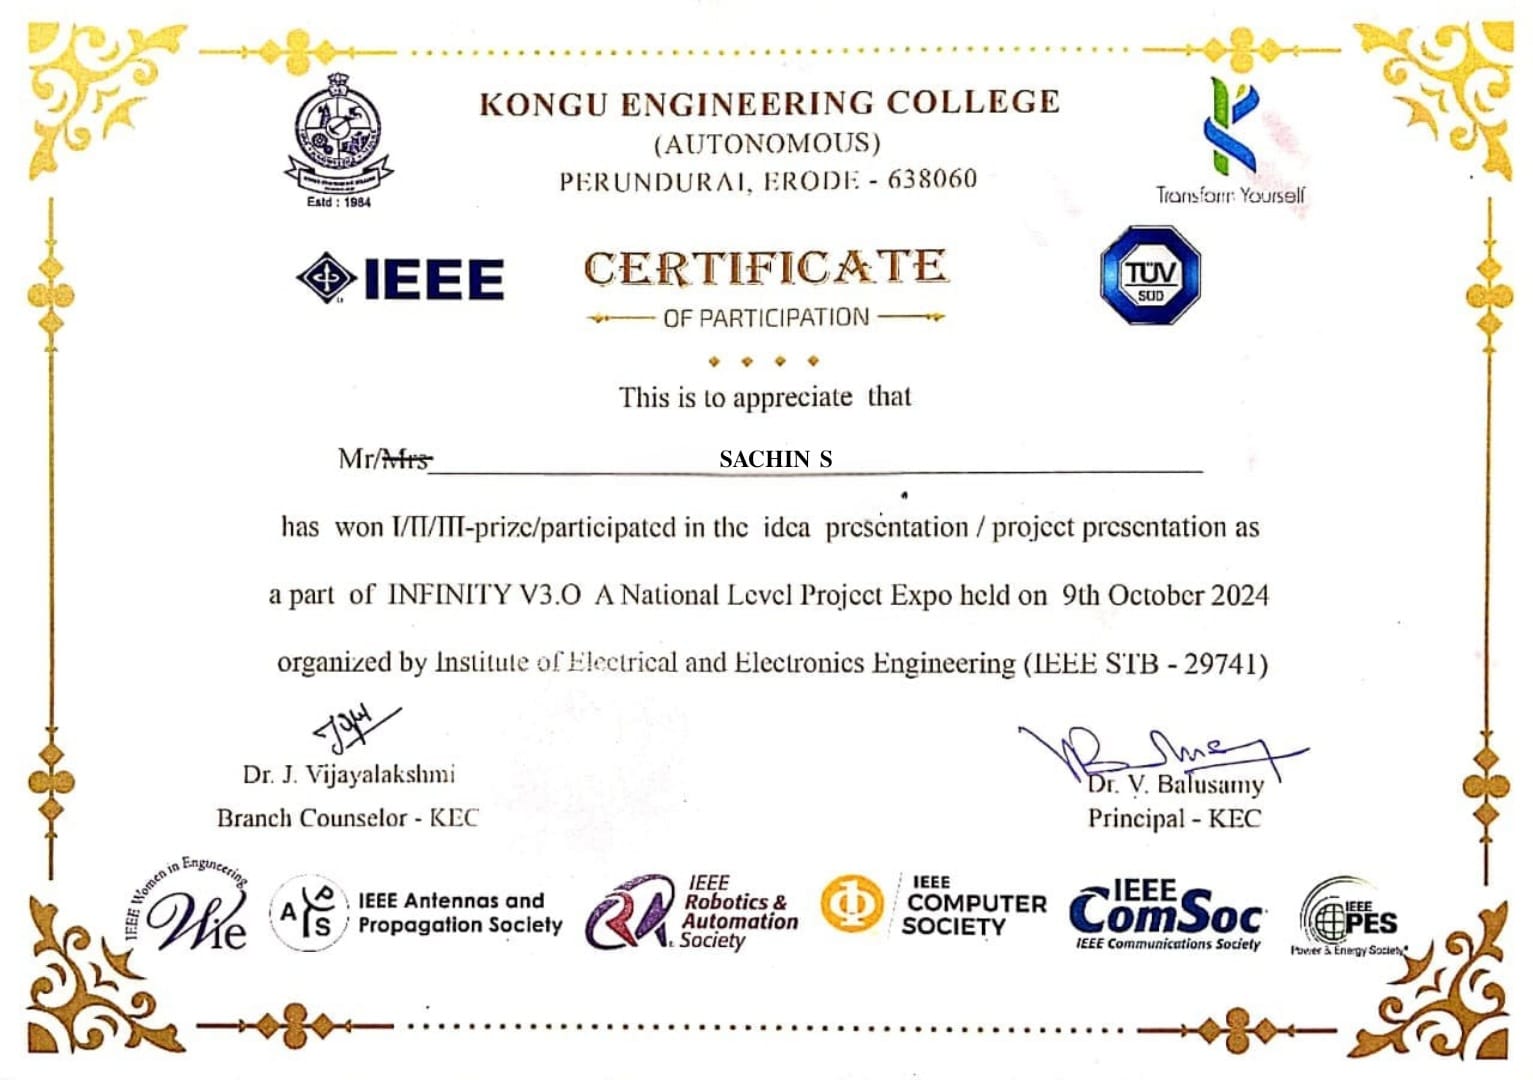 KONGU ENGINEERING COLLEGE
(AUTONOMOUS)
PERUNDURAI, ERODE - 638060
Estd : 1984
Transform Yourself
IEEE
CERTIFICATE
OF PARTICIPATION
TÜV
SÜD
This is to appreciate that
Mr/Mrs SACHIN S
has won I/II/III-prize/participated in the idea presentation / project presentation as
a part of INFINITY V3.O A National Level Project Expo held on 9th October 2024
organized by Institute of Electrical and Electronics Engineering (IEEE STB - 29741)
Dr. J. Vijayalakshmi
Branch Counselor - KEC
Dr. V. Balusamy
Principal - KEC
IEEE Women in Engineering
WIE
APS
IEEE Antennas and
Propagation Society
RA
IEEE
Robotics &
Automation
Society
IEEE
COMPUTER
SOCIETY
IEEE
ComSoc
IEEE Communications Society
IEEE
PES
Power & Energy Society